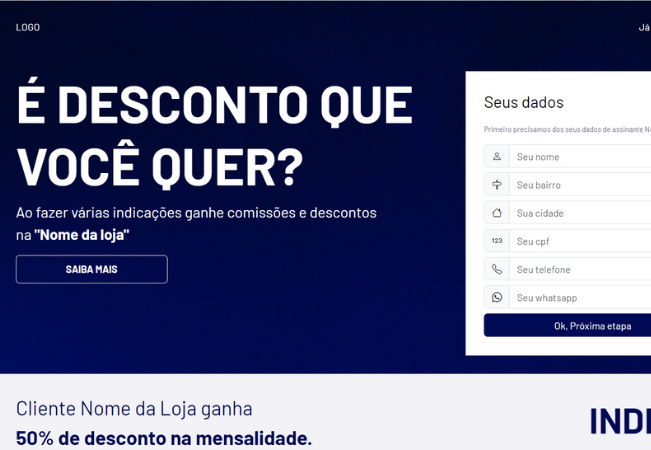 LOGO
Já
É DESCONTO QUE
VOCÊ QUER?
Ao fazer várias indicações ganhe comissões e descontos
na "Nome da loja"
SAIBA MAIS
Seus dados
Primeiro precisamos dos seus dados de assinante
Seu nome
Seu bairro
Sua cidade
123
Seu cpf
Seu telefone
Seu whatsapp
Ok, Próxima etapa
Cliente Nome da Loja ganha
50% de desconto na mensalidade.